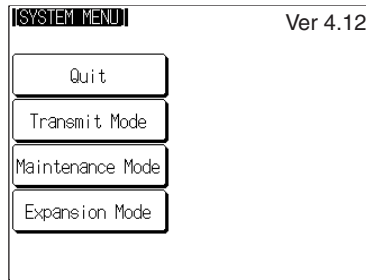 [SYSTEM MENU]
Ver 4.12
Quit
Transmit Mode
Maintenance Mode
Expansion Mode